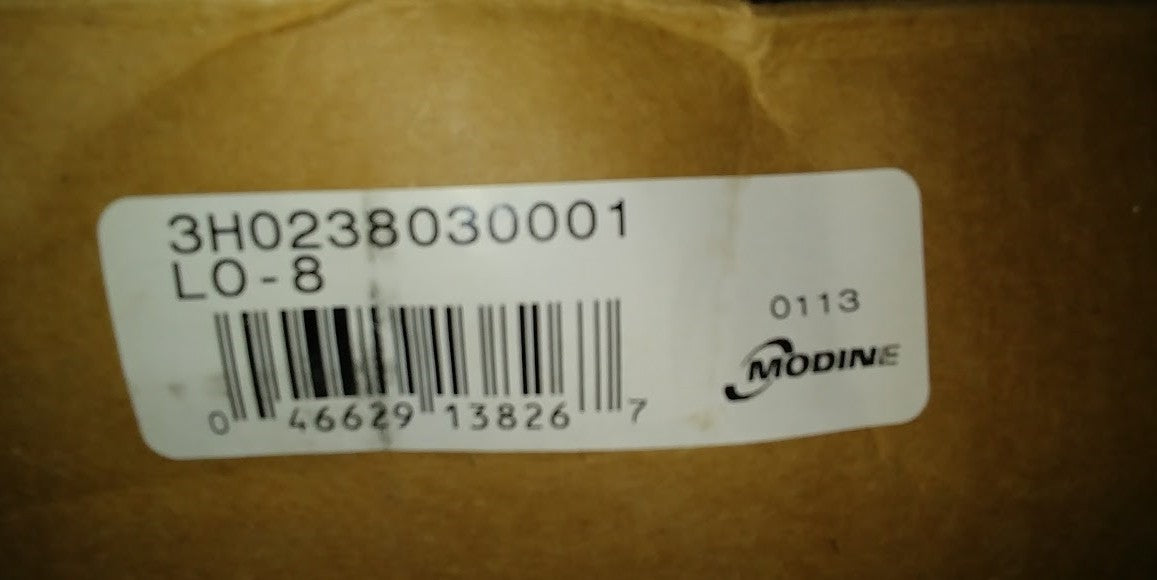 3H0238030001
LO-8
0113
MODINE
0 46629 13826 7